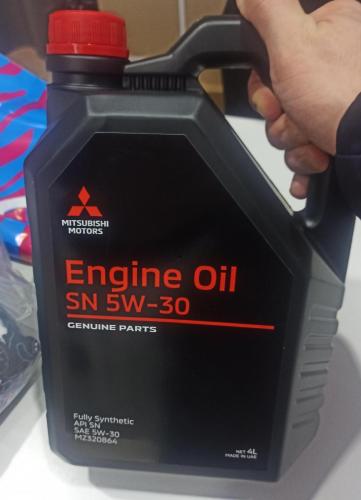 MITSUBISHI
MOTORS
Engine Oil
SN 5W-30
GENUINE PARTS
Fully Synthetic
API SN
SAE 5W-30
MZ320864
NET 4L
MADE IN UAE